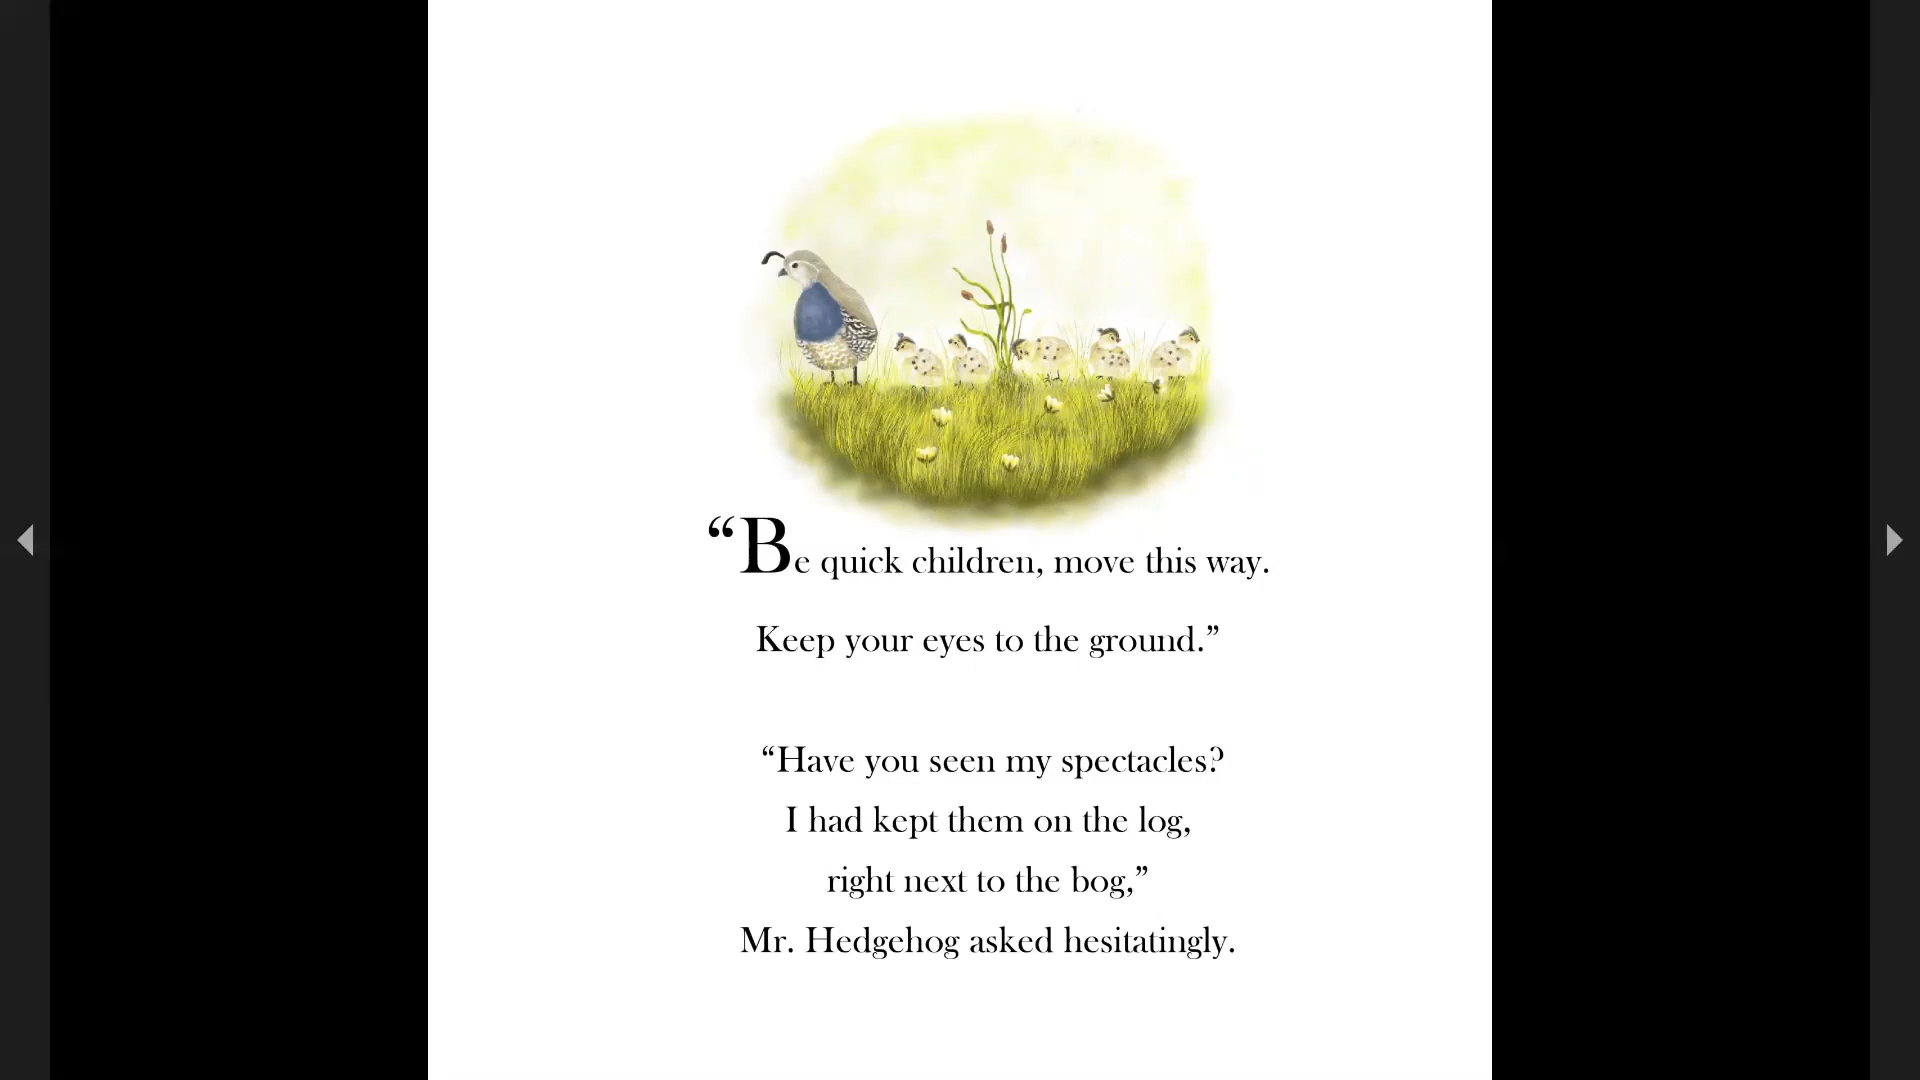 “Be quick children, move this way.
Keep your eyes to the ground.”
“Have you seen my spectacles?
I had kept them on the log,
right next to the bog,”
Mr. Hedgehog asked hesitatingly.